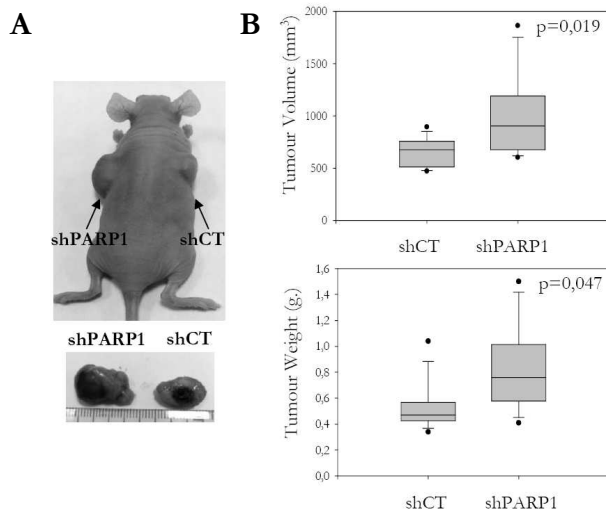 A
shPARP1
shCT
shPARP1 shCT
B
Tumour Volume (mm³)
2000
1500
1000
500
0
p=0,019
shCT shPARP1
Tumour Weight (g.)
1,6
1,4
1,2
1,0
0,8
0,6
0,4
0,2
0,0
p=0,047
shCT shPARP1